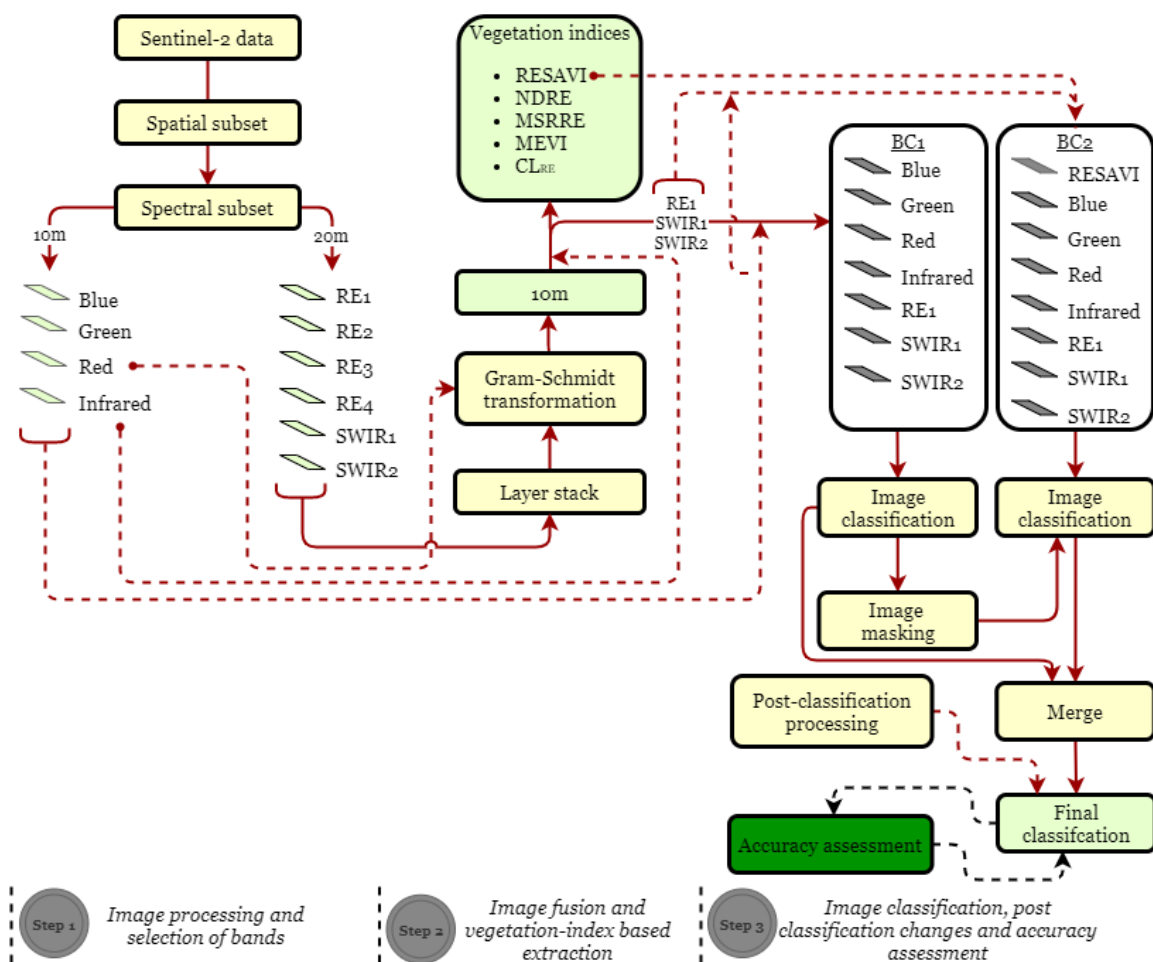 Sentinel-2 data
Spatial subset
Spectral subset
10m
20m
Blue
Green
Red
Infrared
RE1
RE2
RE3
RE4
SWIR1
SWIR2
Vegetation indices
RESAVI
NDRE
MSRRE
MEVI
CLRE
RE1
SWIR1
SWIR2
10m
Gram-Schmidt
transformation
Layer stack
BC1
Blue
Green
Red
Infrared
RE1
SWIR1
SWIR2
BC2
RESAVI
Blue
Green
Red
Infrared
RE1
SWIR1
SWIR2
Image
classification
Image
classification
Image
masking
Post-classification
processing
Merge
Final
classifcation
Accuracy assessment
Step 1
Image processing and
selection of bands
Step 2
Image fusion and
vegetation-index based
extraction
Step 3
Image classification, post
classification changes and accuracy
assessment